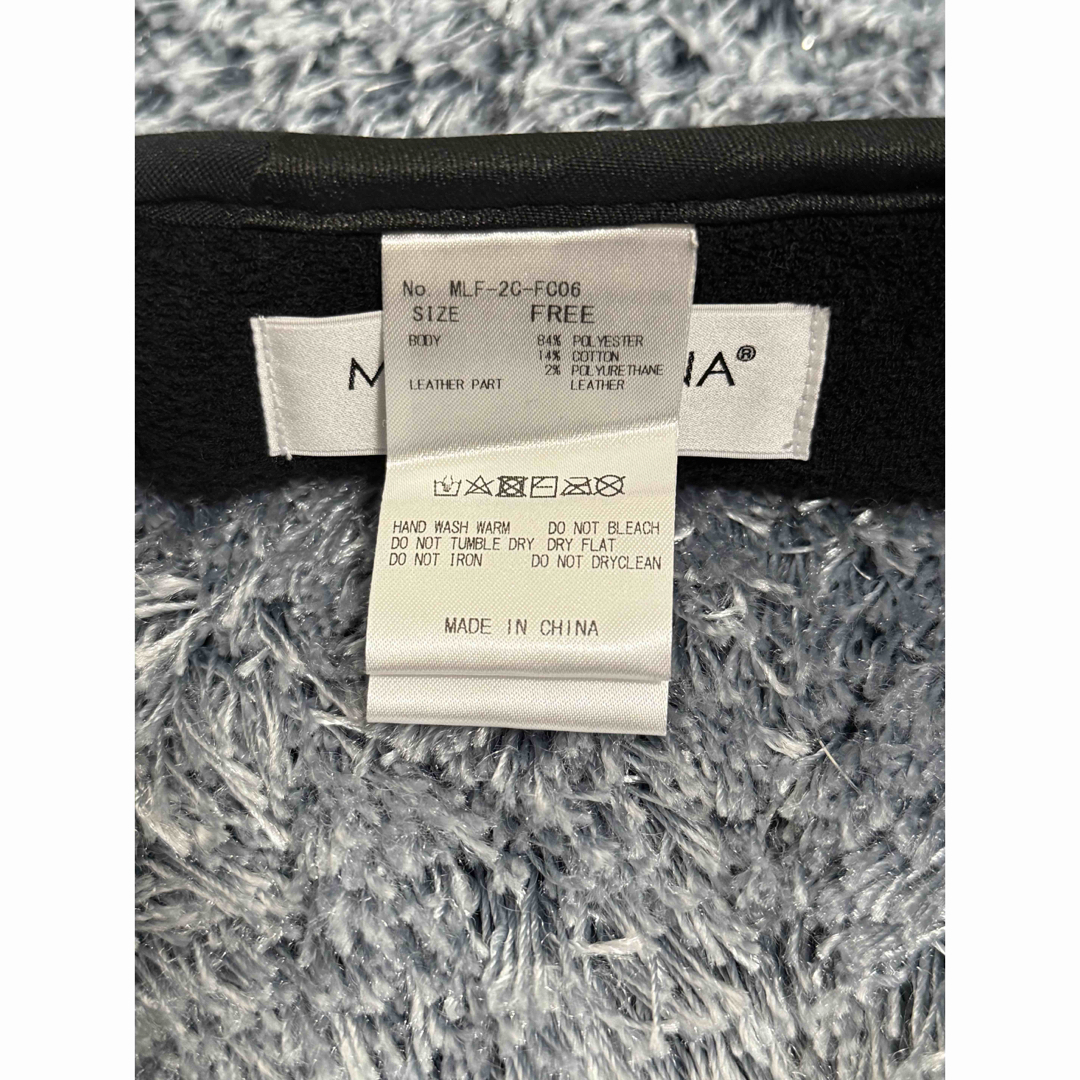 No. MLF-2C-FC06
SIZE FREE
BODY 84% POLYESTER
14% COTTON
2% POLYURETHANE
LEATHER PART LEATHER
HAND WASH WARM DO NOT BLEACH
DO NOT TUMBLE DRY DRY FLAT
DO NOT IRON DO NOT DRYCLEAN
MADE IN CHINA